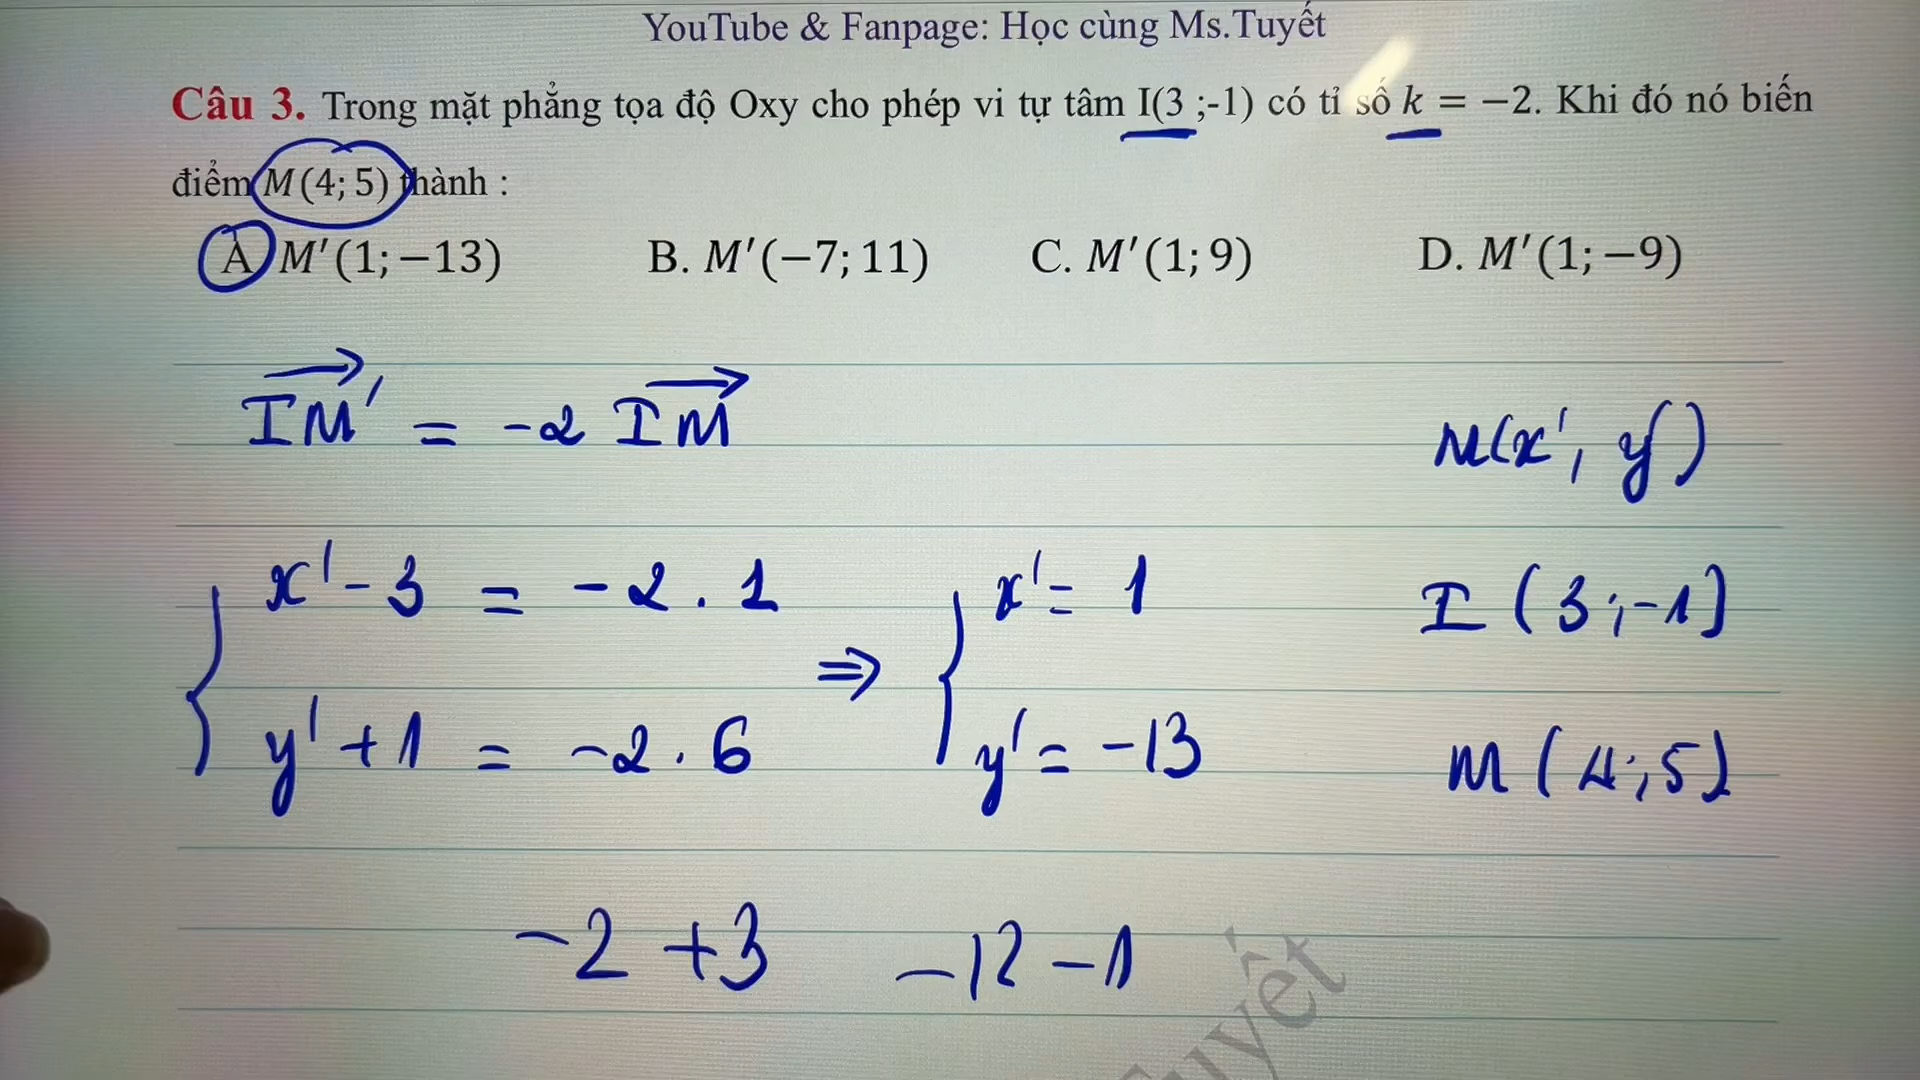 YouTube & Fanpage: Học cùng Ms.Tuyết
Câu 3. Trong mặt phẳng tọa độ Oxy cho phép vi tự tâm I(3 ;-1) có tỉ số k = −2. Khi đó nó biến
điểm M(4; 5) thành :
A M′(1; −13) B. M′(−7; 11) C. M′(1; 9) D. M′(1; −9)
IM' = -2 IM
M(x', y')
x' - 3 = -2 . 1 ⇒ x' = 1
I (3; -1)
y' + 1 = -2 . 6 y' = -13
M (4; 5)
-2 + 3 -12 - 1
Tuyết